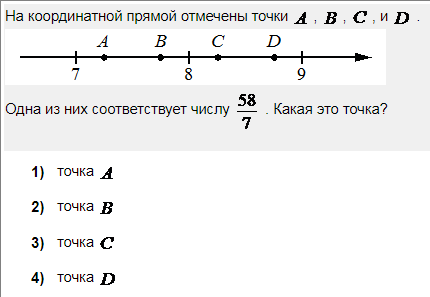 На координатной прямой отмечены точки A , B , C , и D .
A B C D
7 8 9
Одна из них соответствует числу 58/7 . Какая это точка?
1) точка A
2) точка B
3) точка C
4) точка D